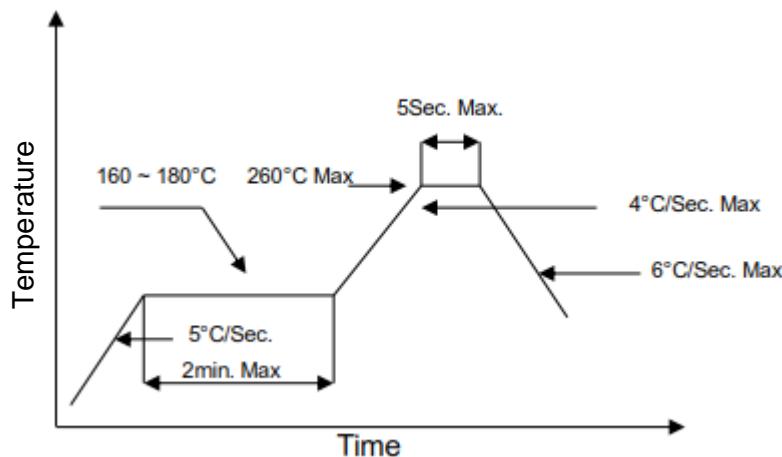 5Sec. Max.
160 ~ 180°C
260°C Max
4°C/Sec. Max
6°C/Sec. Max
5°C/Sec.
2min. Max
Temperature
Time